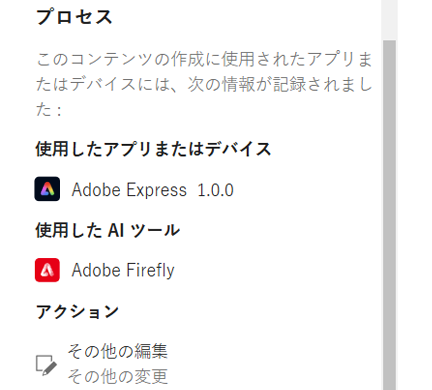 プロセス
このコンテンツの作成に使用されたアプリま
たはデバイスには、次の情報が記録されまし
た：
使用したアプリまたはデバイス
Adobe Express 1.0.0
使用した AI ツール
Adobe Firefly
アクション
その他の編集
その他の変更